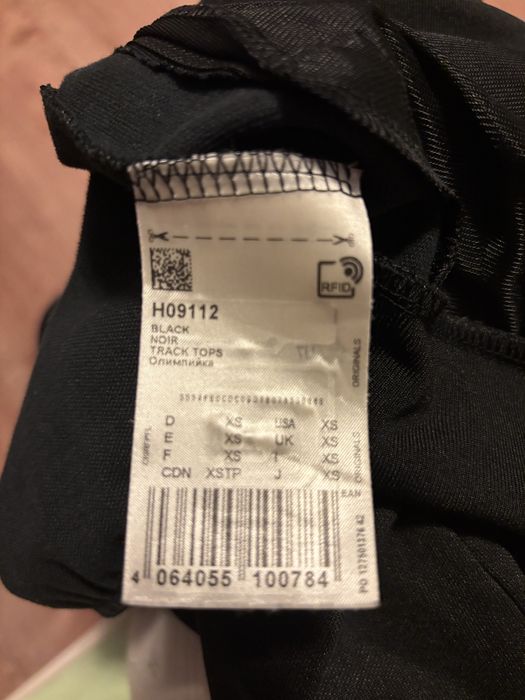 RFID
H09112
BLACK
NOIR
TRACK TOPS
Олимпийка
ORIGINALS
D XS USA XS
E XS UK XS
F XS I XS
CDN XSTP J XS
ORIGINALS
EAN
4 064055 100784